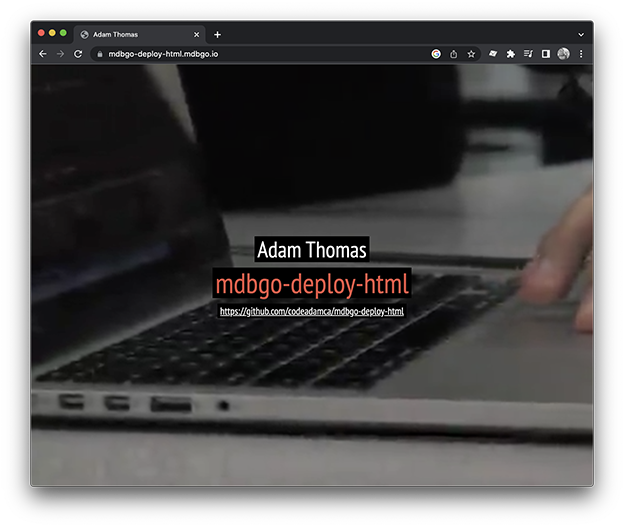 Adam Thomas
mdbgo-deploy-html.mdbgo.io
Adam Thomas
mdbgo-deploy-html
https://github.com/codeadamca/mdbgo-deploy-html